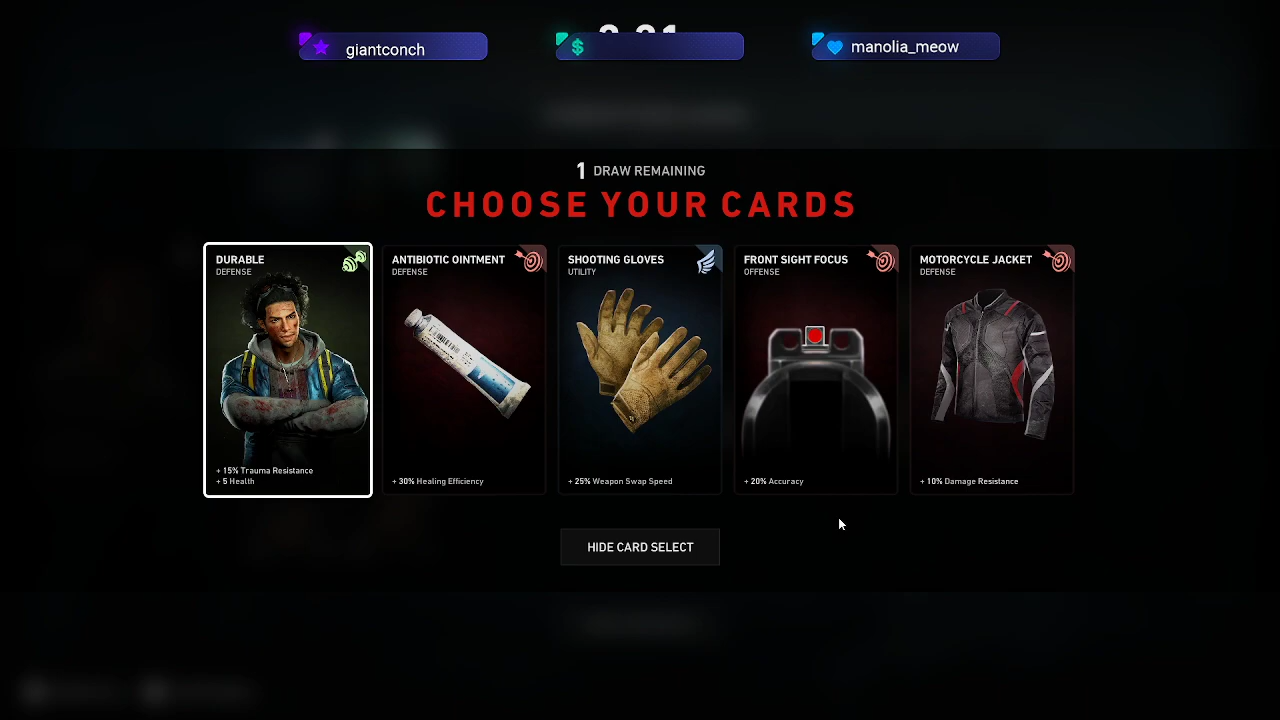 giantconch
$
manolia_meow
1 DRAW REMAINING
CHOOSE YOUR CARDS
DURABLE
DEFENSE
+ 15% Trauma Resistance
+ 5 Health
ANTIBIOTIC OINTMENT
DEFENSE
+ 30% Healing Efficiency
SHOOTING GLOVES
UTILITY
+ 25% Weapon Swap Speed
FRONT SIGHT FOCUS
OFFENSE
+ 20% Accuracy
MOTORCYCLE JACKET
DEFENSE
+ 10% Damage Resistance
HIDE CARD SELECT